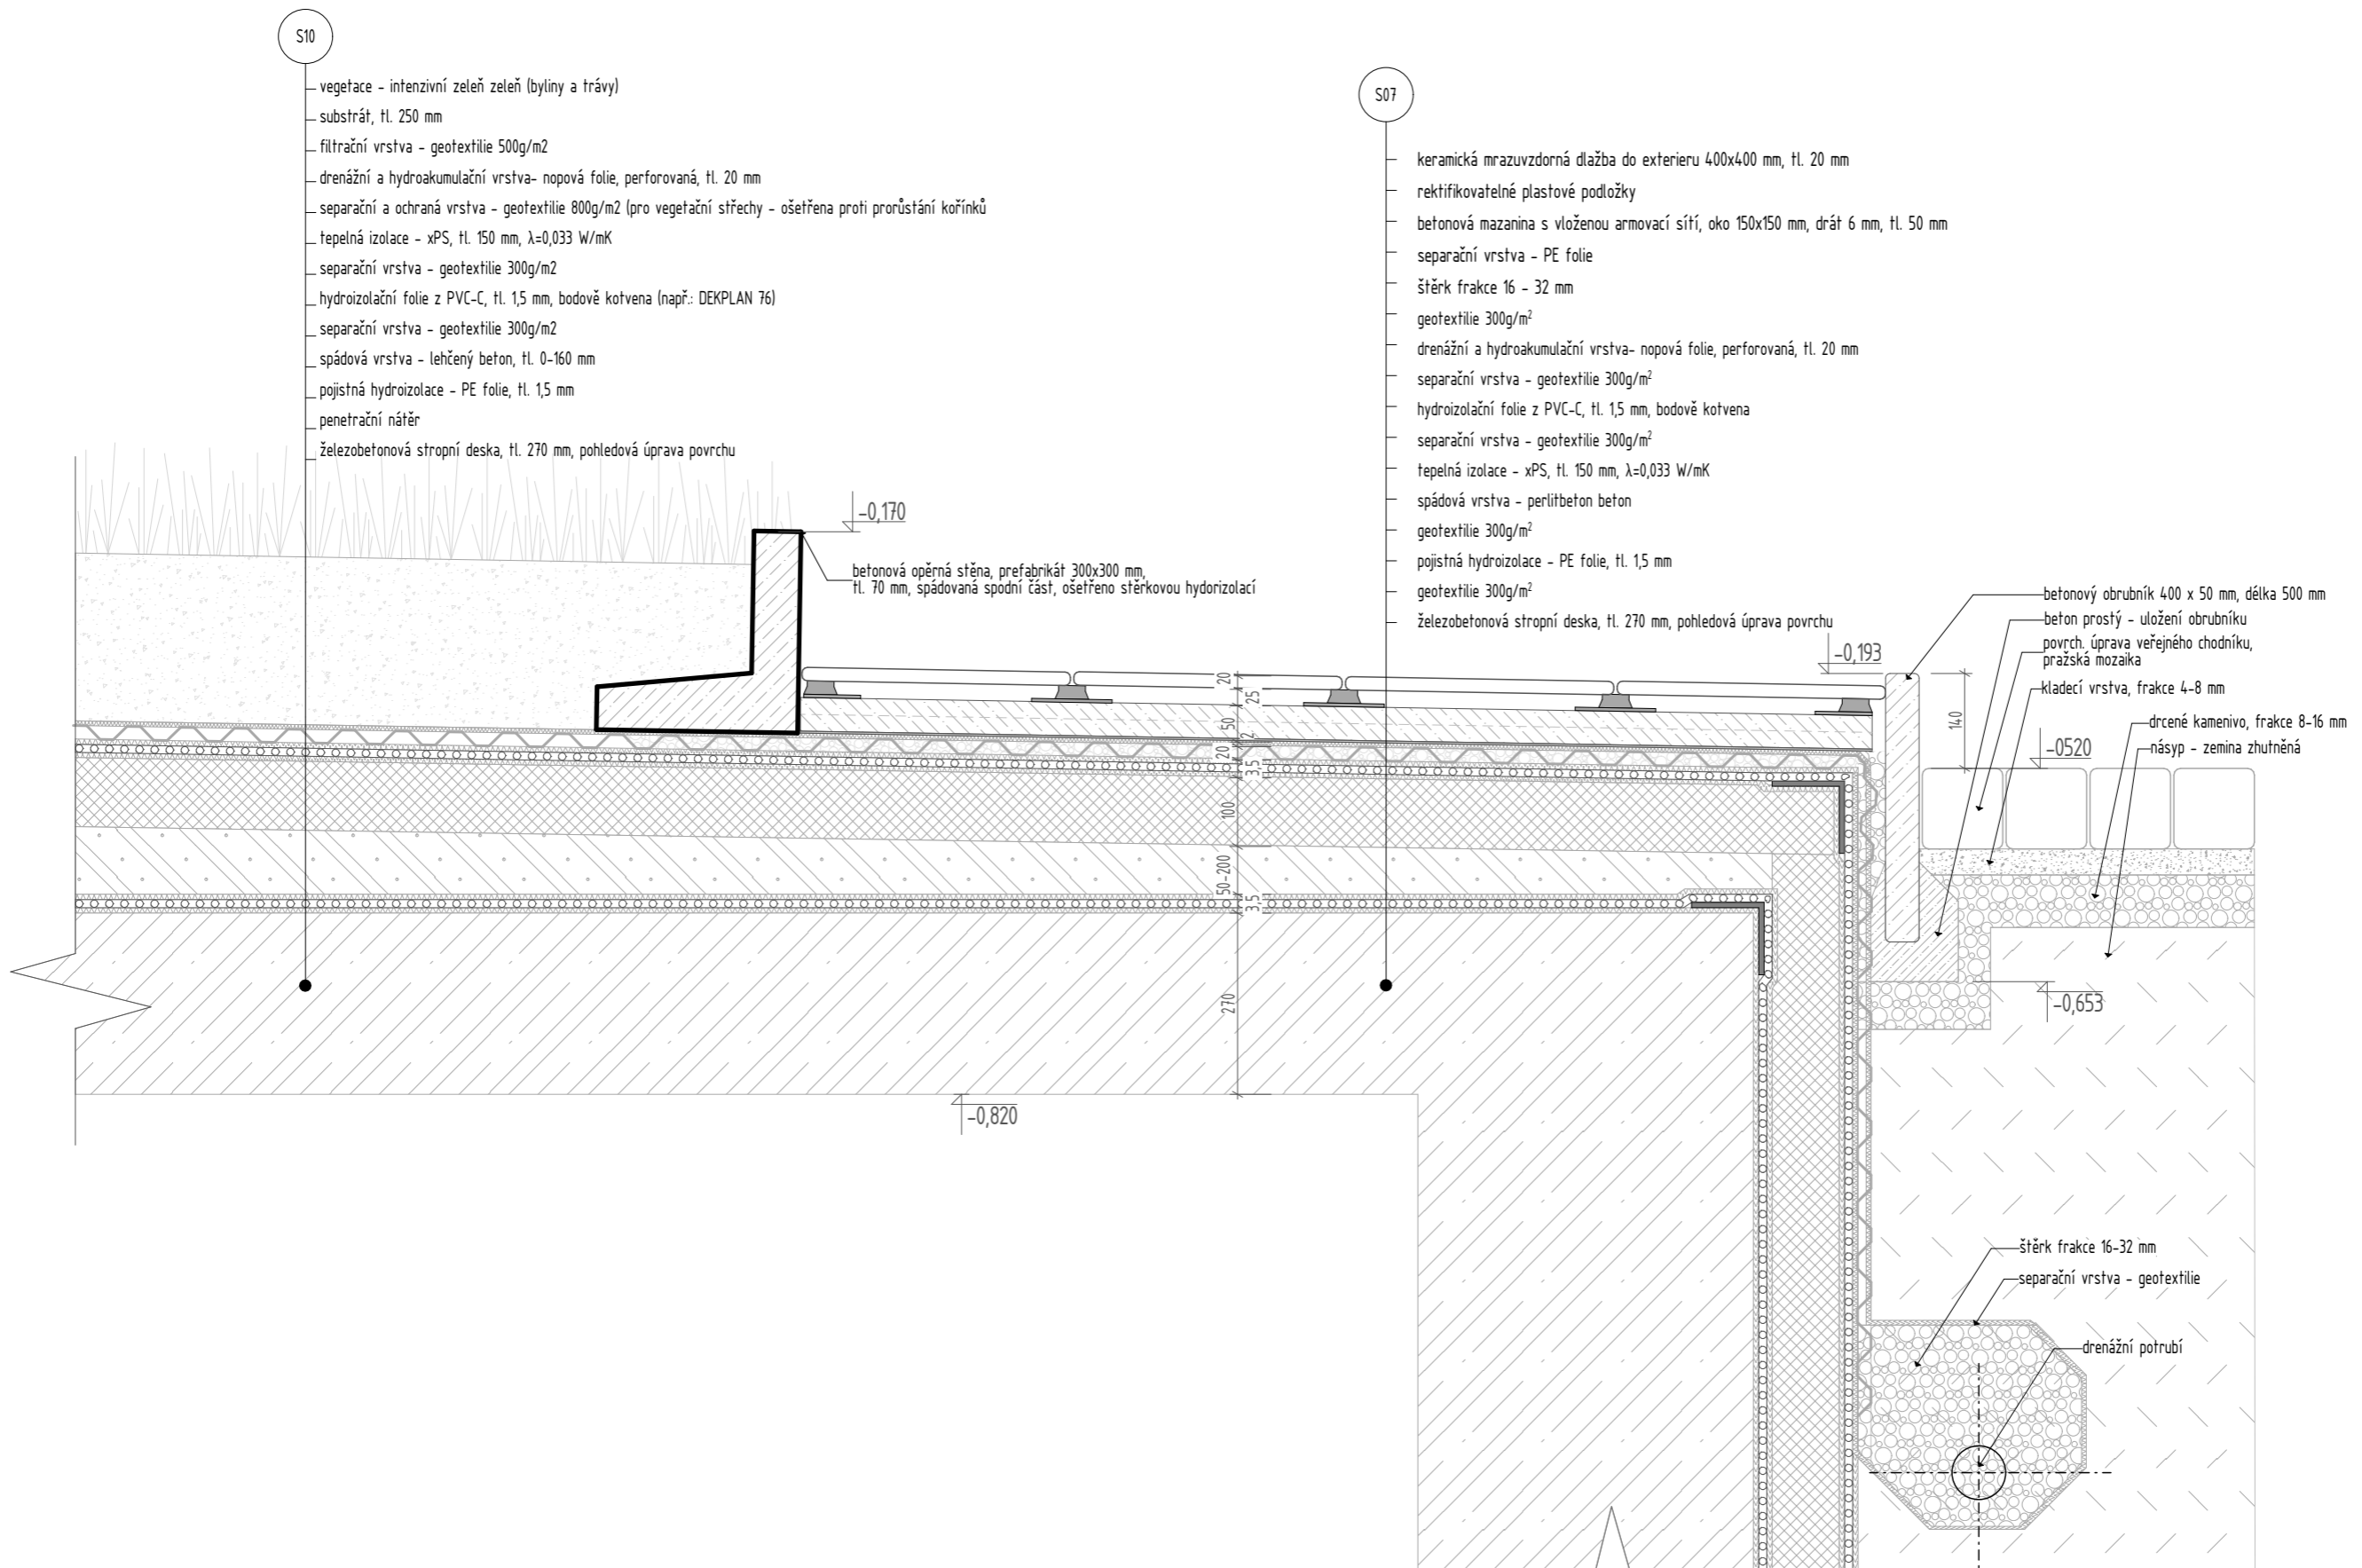 S10
vegetace - intenzivní zeleň zeleň (byliny a trávy)
substrát, tl. 250 mm
filtrační vrstva - geotextilie 500g/m2
drenážní a hydroakumulační vrstva- nopová folie, perforovaná, tl. 20 mm
separační a ochraná vrstva - geotextilie 800g/m2 (pro vegetační střechy - ošetřena proti prorůstání kořínků
tepelná izolace - xPS, tl. 150 mm, λ=0,033 W/mK
separační vrstva - geotextilie 300g/m2
hydroizolační folie z PVC-C, tl. 1,5 mm, bodově kotvena (např.: DEKPLAN 76)
separační vrstva - geotextilie 300g/m2
spádová vrstva - lehčený beton, tl. 0-160 mm
pojistná hydroizolace - PE folie, tl. 1,5 mm
penetrační nátěr
železobetonová stropní deska, tl. 270 mm, pohledová úprava povrchu
S07
keramická mrazuvzdorná dlažba do exterieru 400x400 mm, tl. 20 mm
rektifikovatelné plastové podložky
betonová mazanina s vloženou armovací sítí, oko 150x150 mm, drát 6 mm, tl. 50 mm
separační vrstva - PE folie
štěrk frakce 16 - 32 mm
geotextilie 300g/m²
drenážní a hydroakumulační vrstva- nopová folie, perforovaná, tl. 20 mm
separační vrstva - geotextilie 300g/m²
hydroizolační folie z PVC-C, tl. 1,5 mm, bodově kotvena
separační vrstva - geotextilie 300g/m²
tepelná izolace - xPS, tl. 150 mm, λ=0,033 W/mK
spádová vrstva - perlitbeton beton
geotextilie 300g/m²
pojistná hydroizolace - PE folie, tl. 1,5 mm
geotextilie 300g/m²
železobetonová stropní deska, tl. 270 mm, pohledová úprava povrchu
-0,170
betonová opěrná stěna, prefabrikát 300x300 mm,
tl. 70 mm, spádovaná spodní část, ošetřeno stěrkovou hydorizolací
-0,193
betonový obrubník 400 x 50 mm, délka 500 mm
beton prostý - uložení obrubníku
povrch. úprava veřejného chodníku,
pražská mozaika
kladecí vrstva, frakce 4-8 mm
drcené kamenivo, frakce 8-16 mm
násyp - zemina zhutněná
140
-0520
-0,653
20
25
50
2
20
3,5
100
50-200
3,5
270
-0,820
štěrk frakce 16-32 mm
separační vrstva - geotextilie
drenážní potrubí